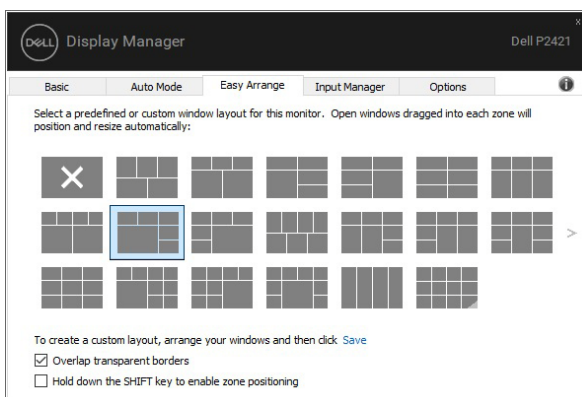 x
DELL Display Manager Dell P2421
Basic Auto Mode Easy Arrange Input Manager Options
Select a predefined or custom window layout for this monitor. Open windows dragged into each zone will
position and resize automatically:
>
To create a custom layout, arrange your windows and then click Save
Overlap transparent borders
Hold down the SHIFT key to enable zone positioning